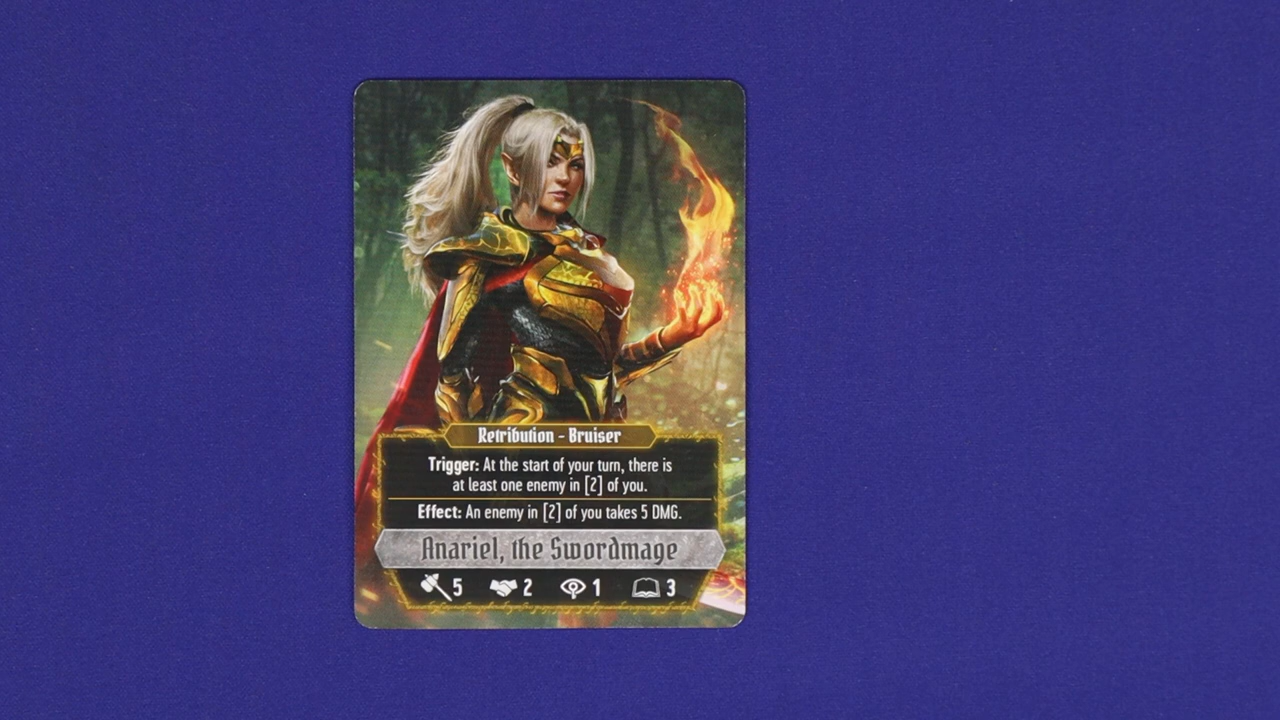 Retribution - Bruiser
Trigger: At the start of your turn, there is
at least one enemy in [2] of you.
Effect: An enemy in [2] of you takes 5 DMG.
Anariel, the Swordmage
5 2 1 3